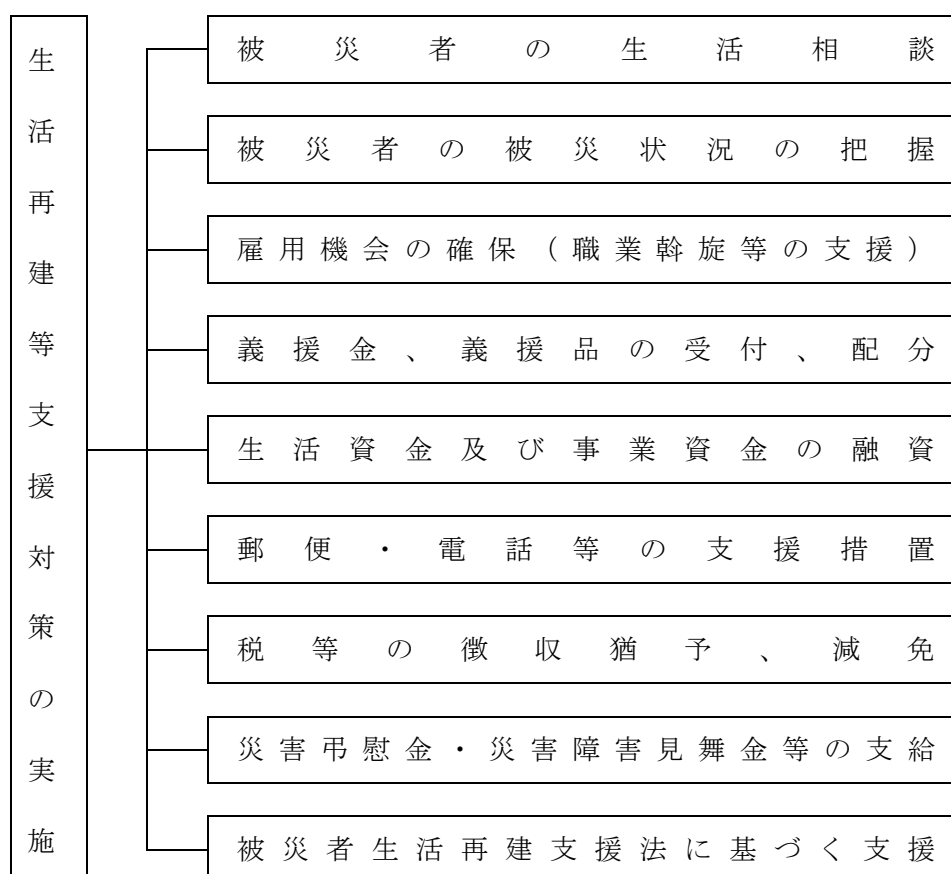 生活再建等支援対策の実施
被災者の生活相談
被災者の被災状況の把握
雇用機会の確保（職業斡旋等の支援）
義援金、義援品の受付、配分
生活資金及び事業資金の融資
郵便・電話等の支援措置
税等の徴収猶予、減免
災害弔慰金・災害障害見舞金等の支給
被災者生活再建支援法に基づく支援